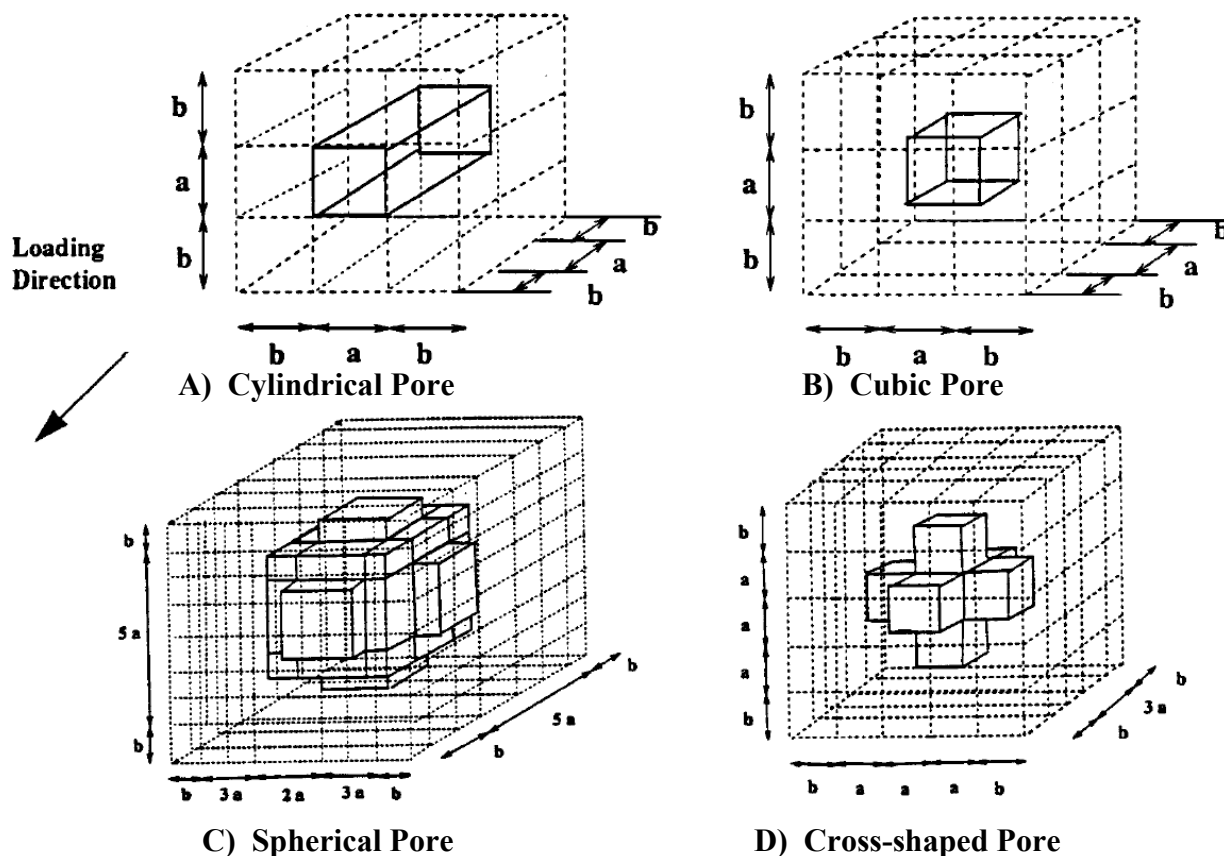 b
a
b
b
a
b
b
a
b
A) Cylindrical Pore
b
a
b
b
a
b
b
a
b
B) Cubic Pore
Loading
Direction
b
5 a
b
b
5 a
b
b 3 a 2 a 3 a b
C) Spherical Pore
b
a
a
a
b
b
3 a
b
b a a a b
D) Cross-shaped Pore